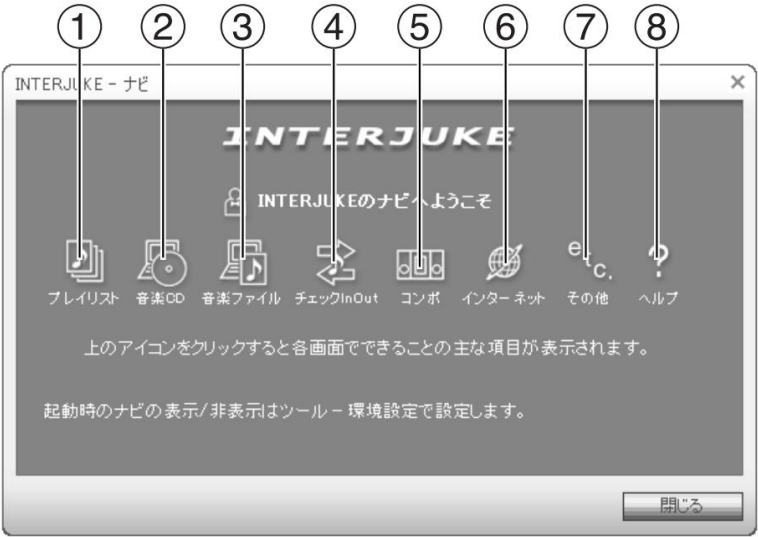 ① ② ③ ④ ⑤ ⑥ ⑦ ⑧
INTERJUKE - ナビ
INTERJUKE
INTERJUKEのナビへようこそ
etc.
?
プレイリスト 音楽CD 音楽ファイル チェックInOut コンポ インターネット その他 ヘルプ
上のアイコンをクリックすると各画面でできることの主な項目が表示されます。
起動時のナビの表示/非表示はツール - 環境設定で設定します。
閉じる